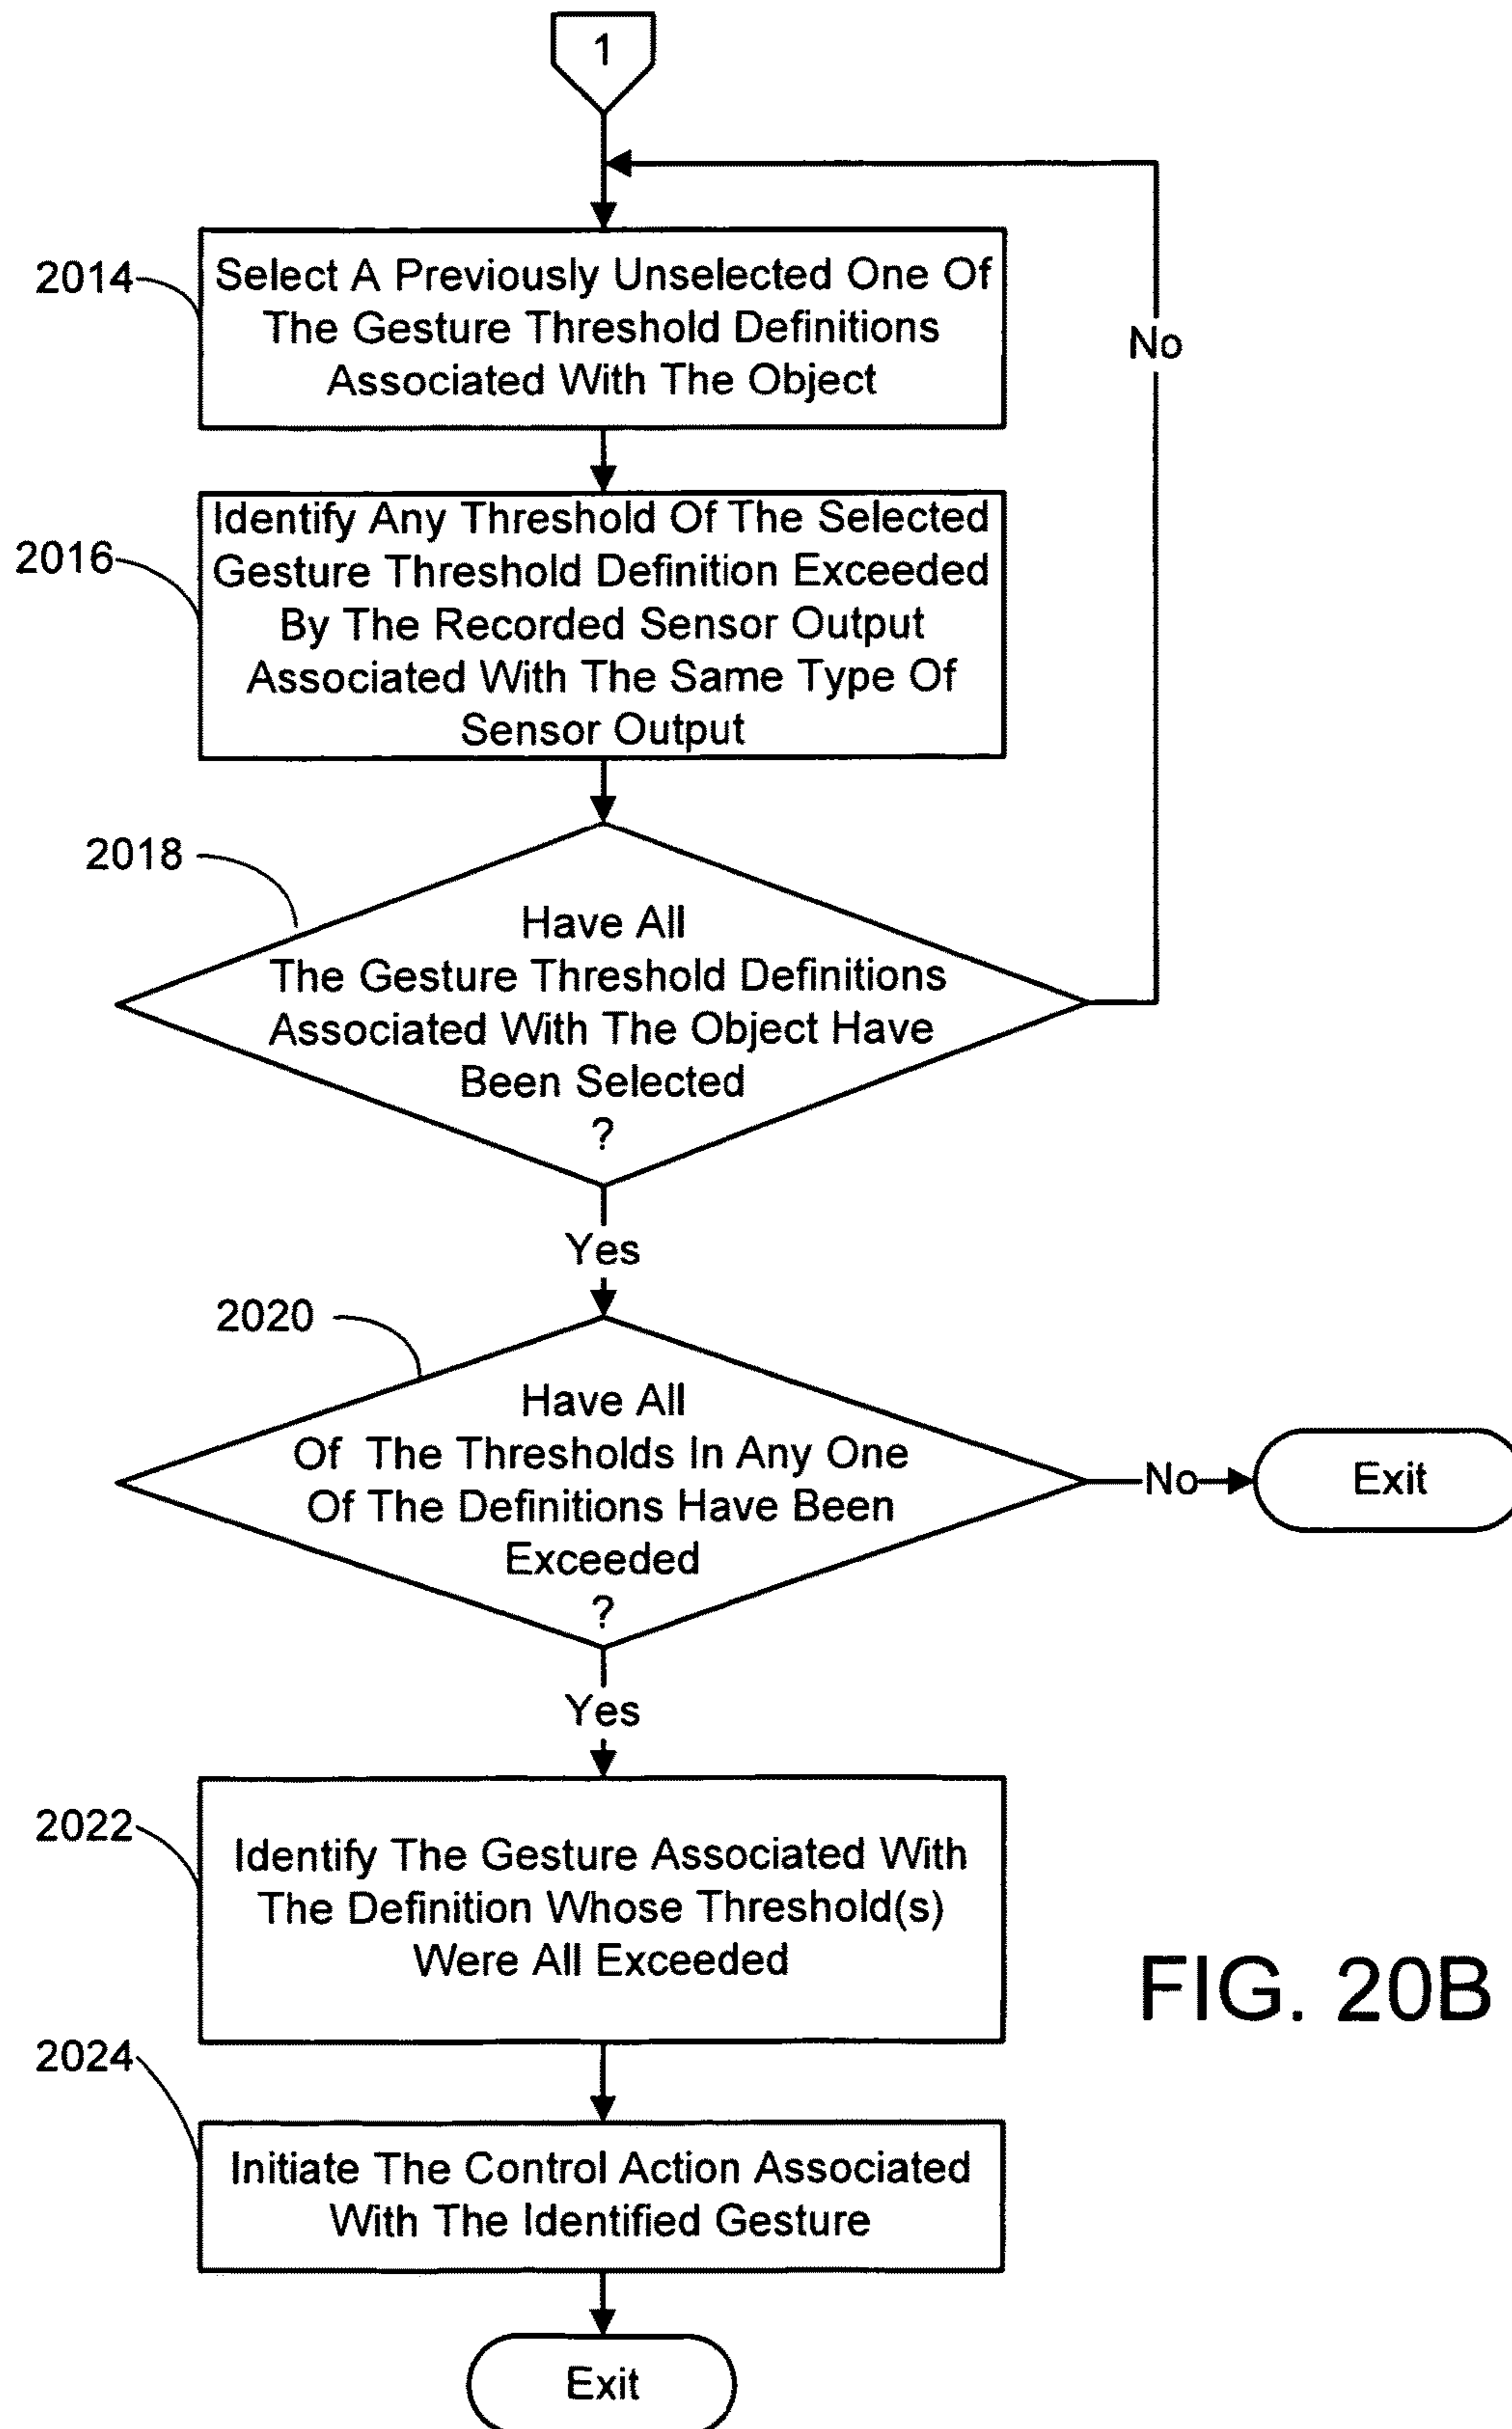 1
2014
Select A Previously Unselected One Of
The Gesture Threshold Definitions
Associated With The Object
No
2016
Identify Any Threshold Of The Selected
Gesture Threshold Definition Exceeded
By The Recorded Sensor Output
Associated With The Same Type Of
Sensor Output
2018
Have All
The Gesture Threshold Definitions
Associated With The Object Have
Been Selected
?
Yes
2020
Have All
Of The Thresholds In Any One
Of The Definitions Have Been
Exceeded
?
No
Exit
Yes
2022
Identify The Gesture Associated With
The Definition Whose Threshold(s)
Were All Exceeded
FIG. 20B
2024
Initiate The Control Action Associated
With The Identified Gesture
Exit